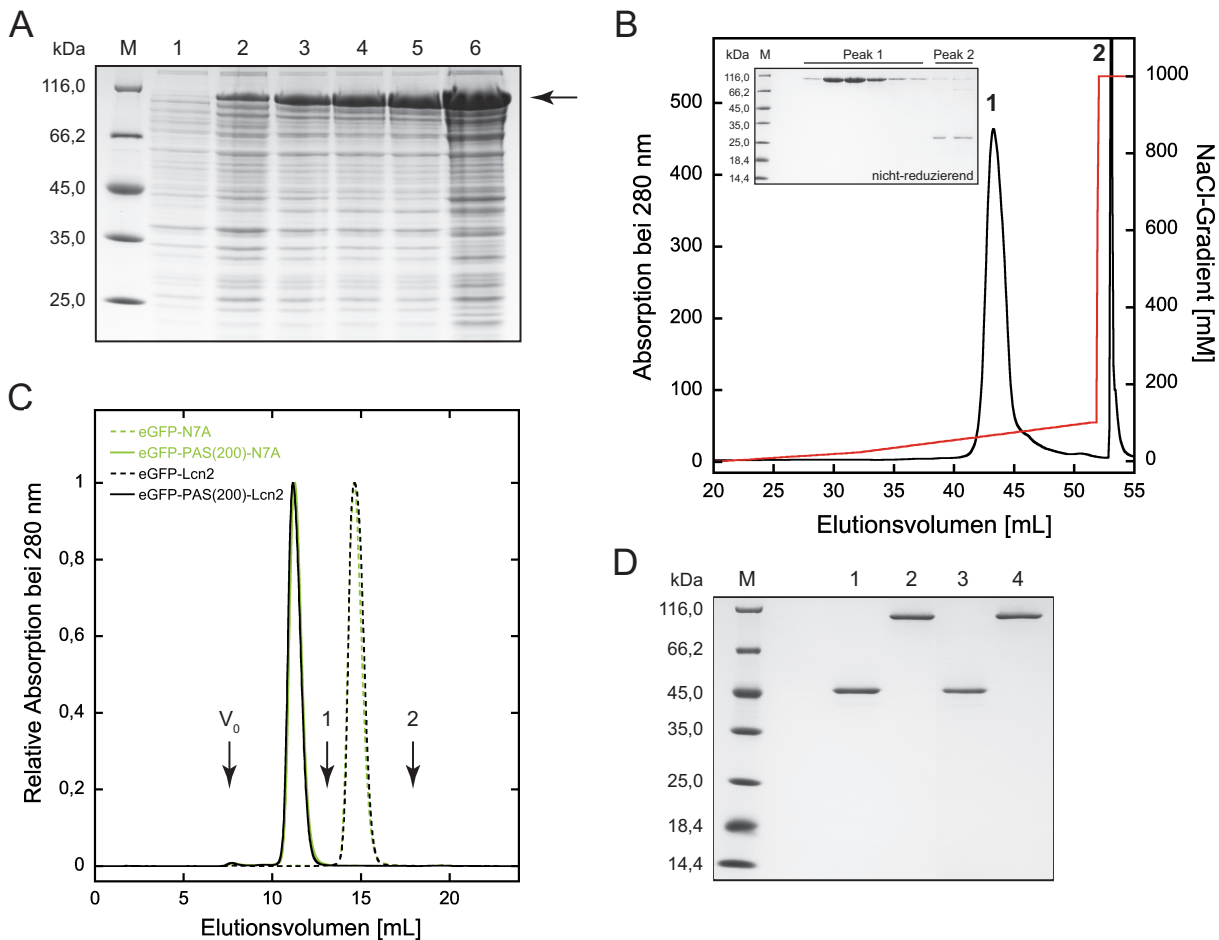 A
kDa M 1 2 3 4 5 6
116,0
66,2
45,0
35,0
25,0
B
kDa M Peak 1 Peak 2
116,0
66,2
45,0
35,0
25,0
18,4
14,4
nicht-reduzierend
1
2
500
400
300
200
100
0
Absorption bei 280 nm
1000
800
600
400
200
0
NaCl-Gradient [mM]
20 25 30 35 40 45 50 55
Elutionsvolumen [mL]
C
eGFP-N7A
eGFP-PAS(200)-N7A
eGFP-Lcn2
eGFP-PAS(200)-Lcn2
1
0,8
0,6
0,4
0,2
0
Relative Absorption bei 280 nm
V0 1 2
0 5 10 15 20
Elutionsvolumen [mL]
D
kDa M 1 2 3 4
116,0
66,2
45,0
35,0
25,0
18,4
14,4